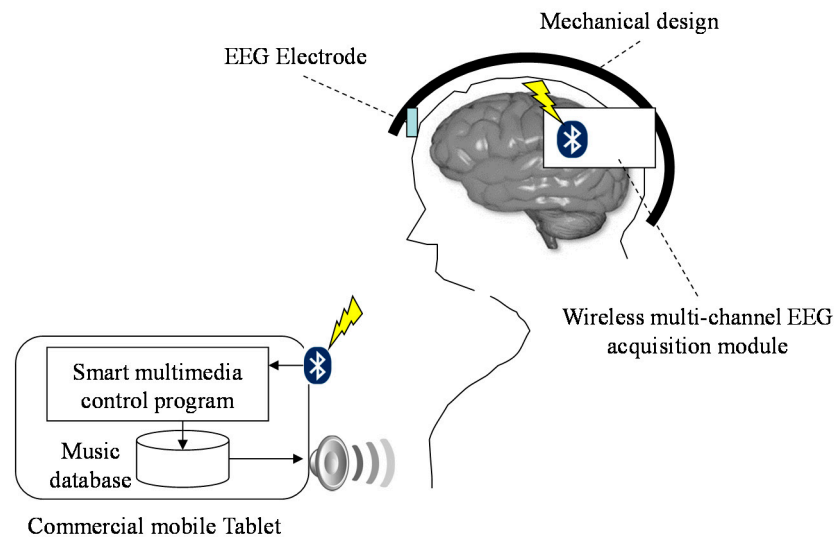 Mechanical design
EEG Electrode
Wireless multi-channel EEG
acquisition module
Smart multimedia
control program
Music
database
Commercial mobile Tablet